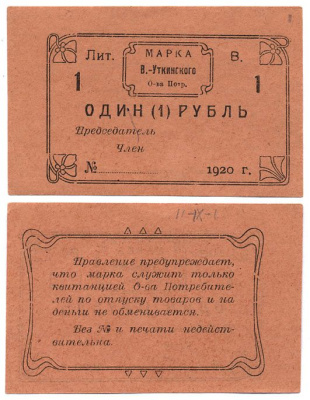 Лит. МАРКА В.
1 В.-Уткинского 1
О-ва Потр.
ОДИН (1) РУБЛЬ
Председатель
Член
№ 1920 г.
11-IX-1
Правление предупреждает,
что марка служит только
квитанцией О-ва Потребите-
лей по отпуску товаров и на
деньги не обменивается.
Без № и печати недейст-
вительна.